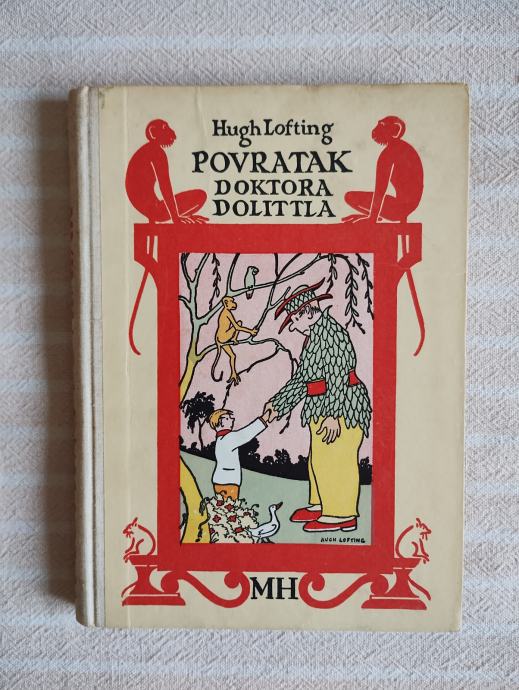 Hugh Lofting
POVRATAK
DOKTORA
DOLITTLA
HUGH LOFTING
MH